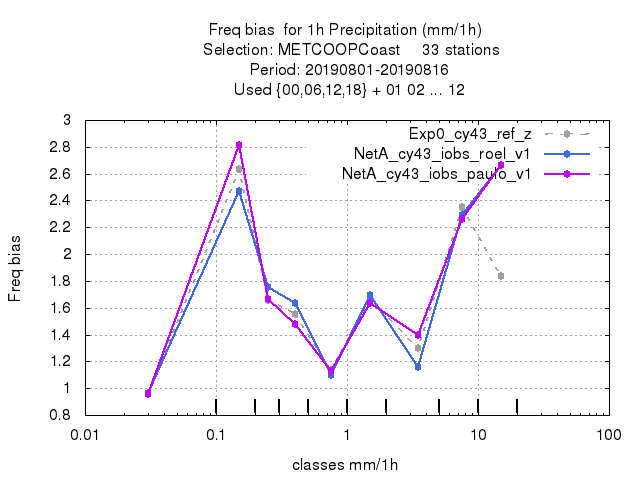 Freq bias  for 1h Precipitation (mm/1h)
Selection: METCOOPCoast     33 stations
Period: 20190801-20190816
Used {00,06,12,18} + 01 02 ... 12
Exp0_cy43_ref_z
NetA_cy43_iobs_roel_v1
NetA_cy43_iobs_paulo_v1
3
2.8
2.6
2.4
2.2
2
1.8
1.6
1.4
1.2
1
0.8
Freq bias
0.01 0.1 1 10 100
classes mm/1h